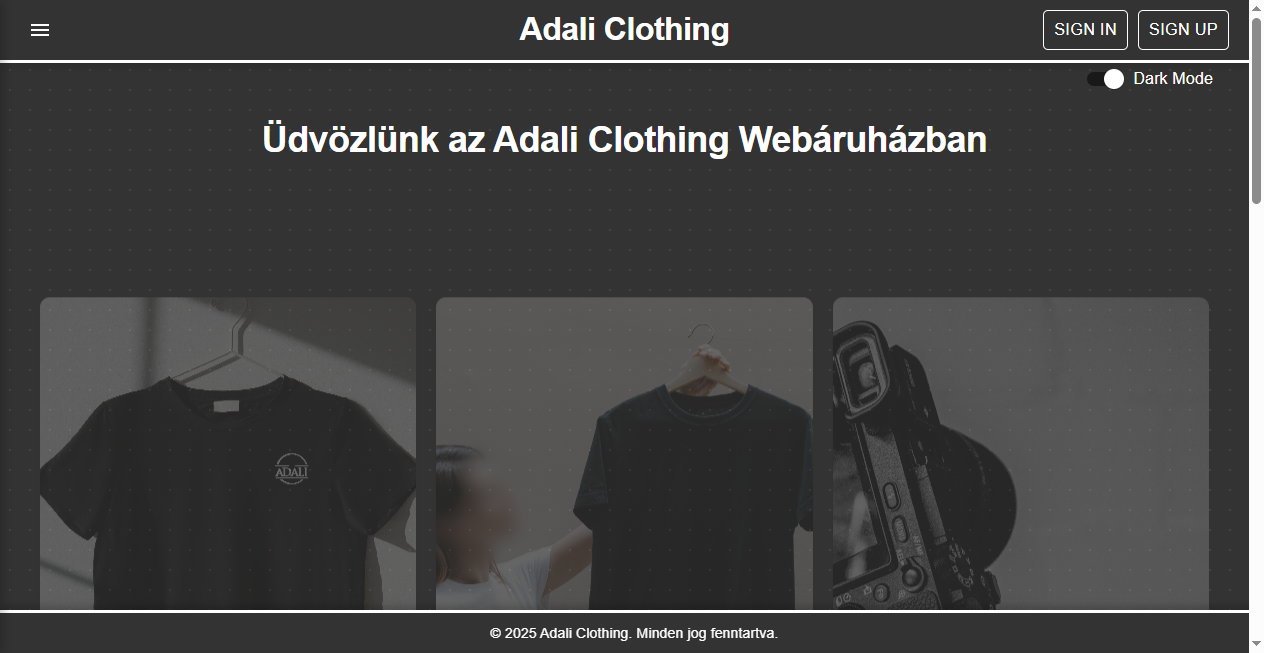 Adali Clothing
SIGN IN
SIGN UP
Dark Mode
Üdvözlünk az Adali Clothing Webáruházban
ADALI
© 2025 Adali Clothing. Minden jog fenntartva.